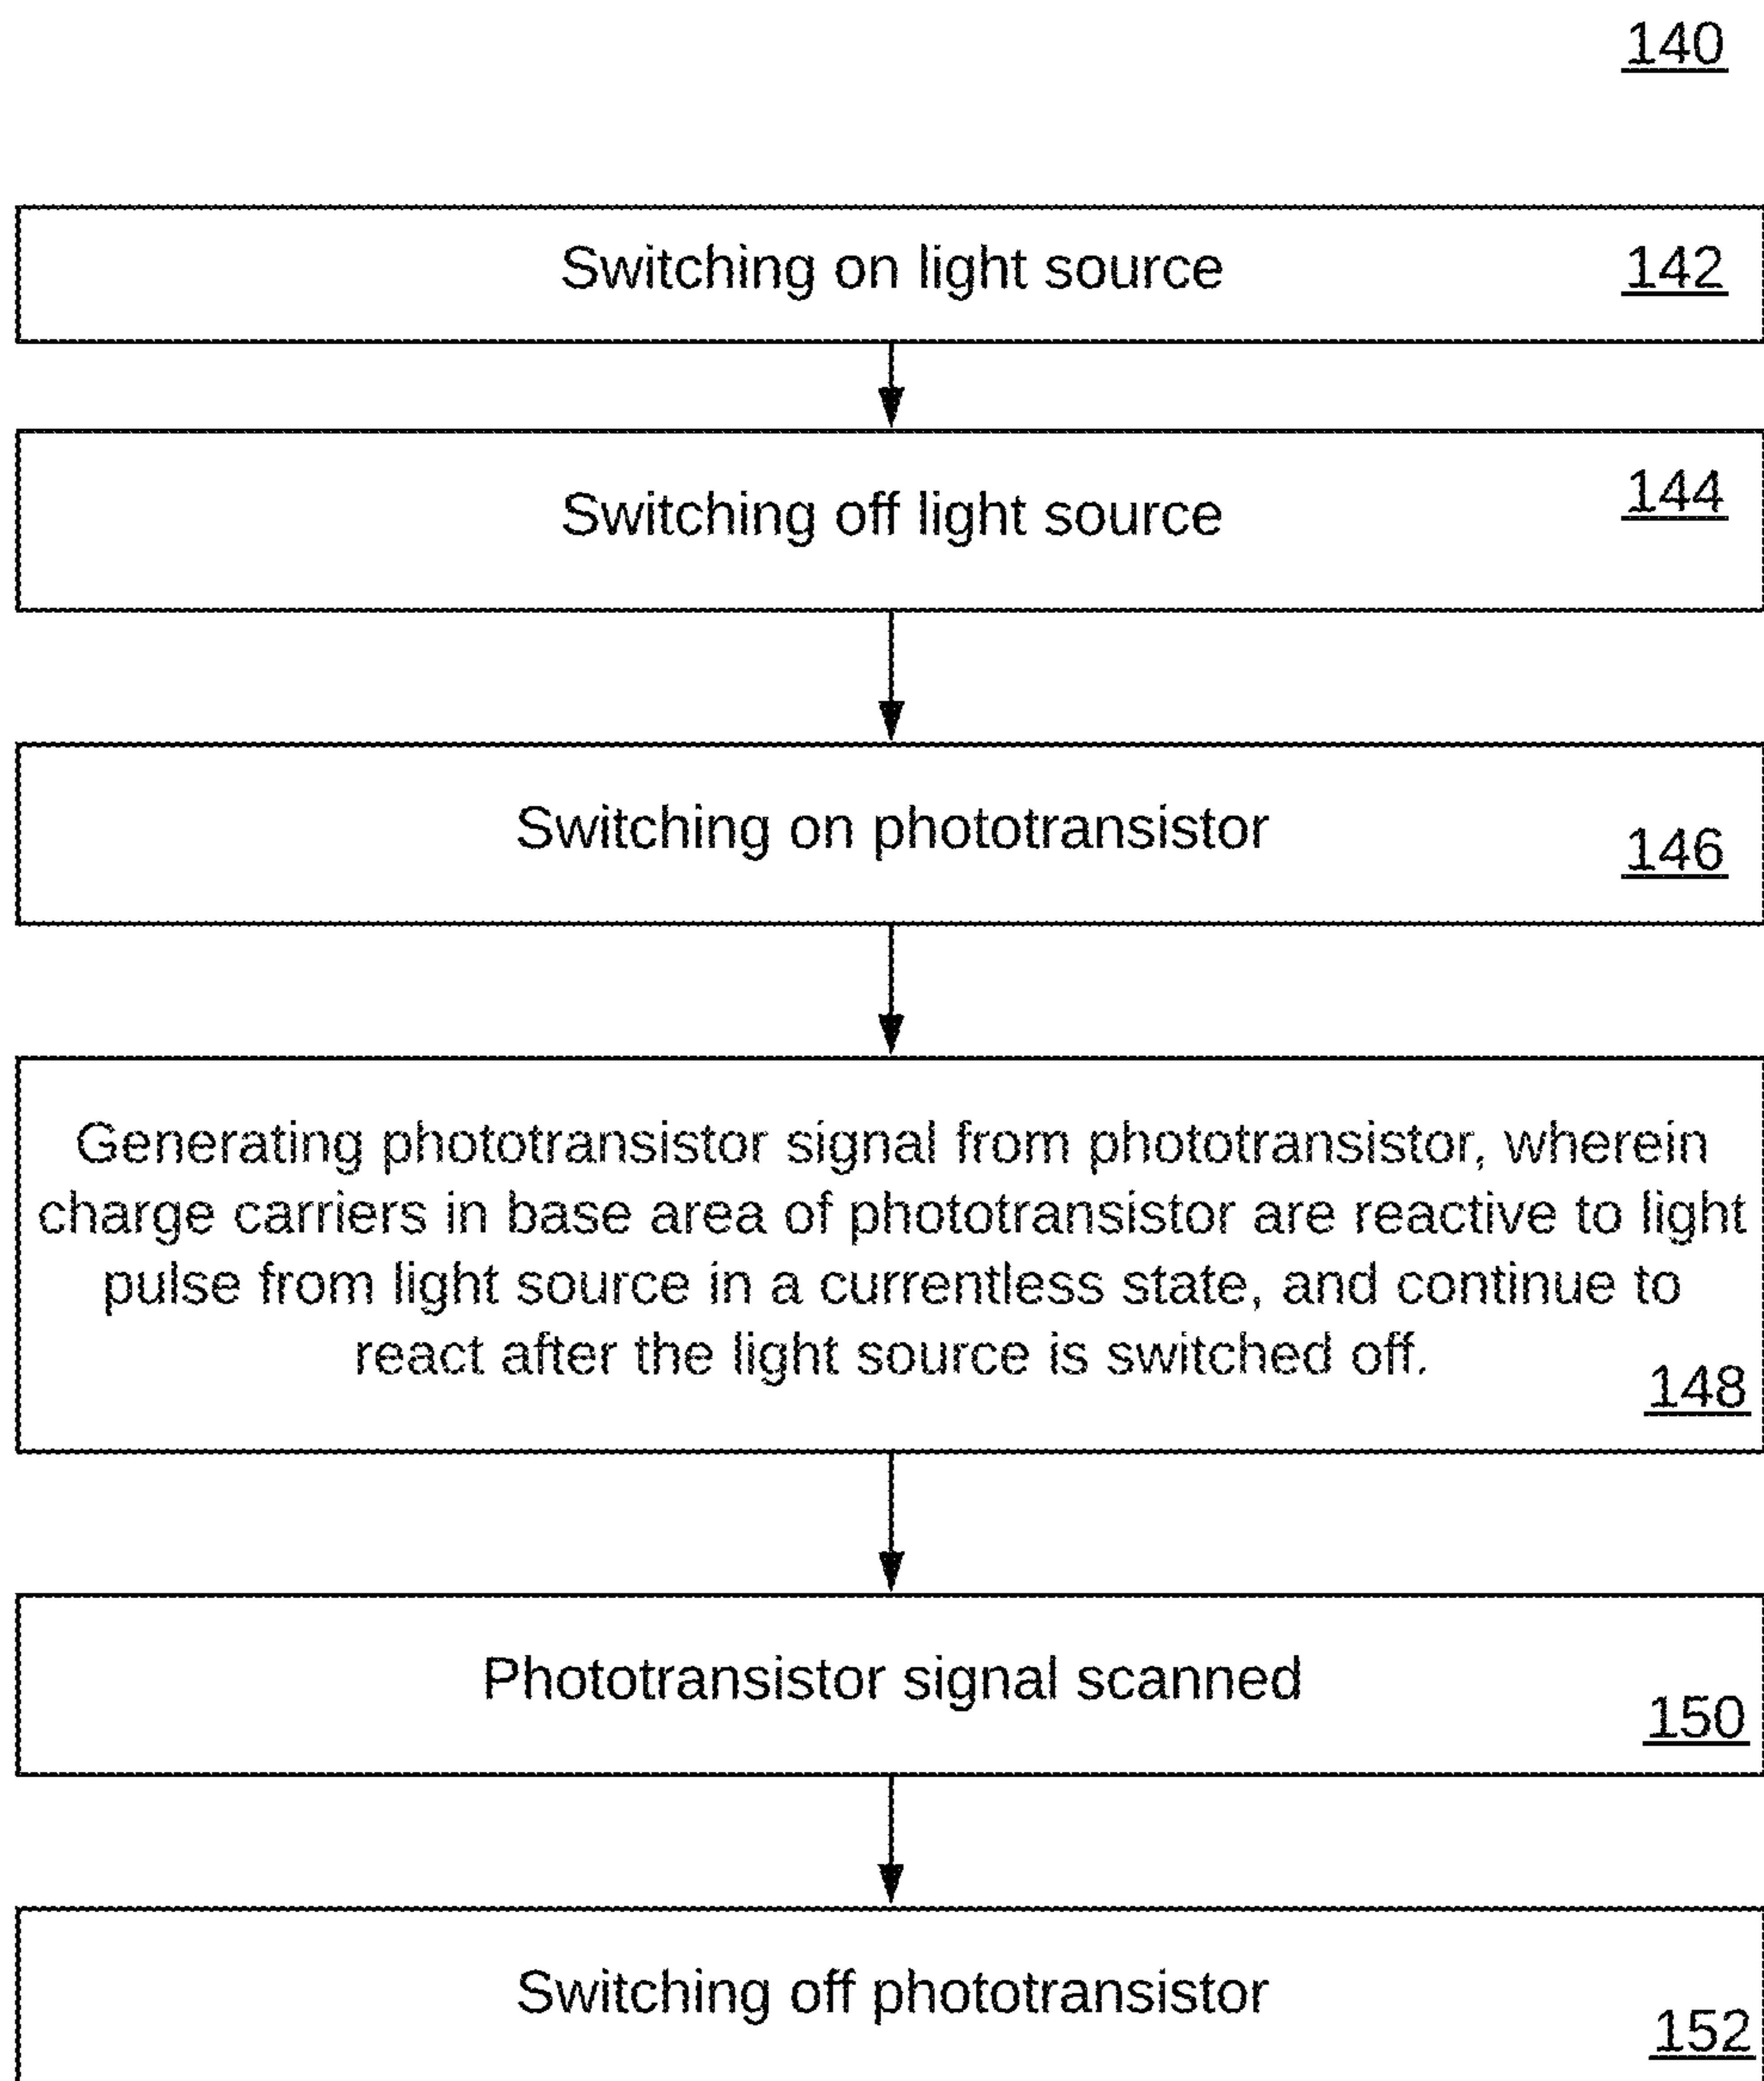 140
Switching on light source 142
Switching off light source 144
Switching on phototransistor 146
Generating phototransistor signal from phototransistor, wherein
charge carriers in base area of phototransistor are reactive to light
pulse from light source in a currentless state, and continue to
react after the light source is switched off.
148
Phototransistor signal scanned
150
Switching off phototransistor
152